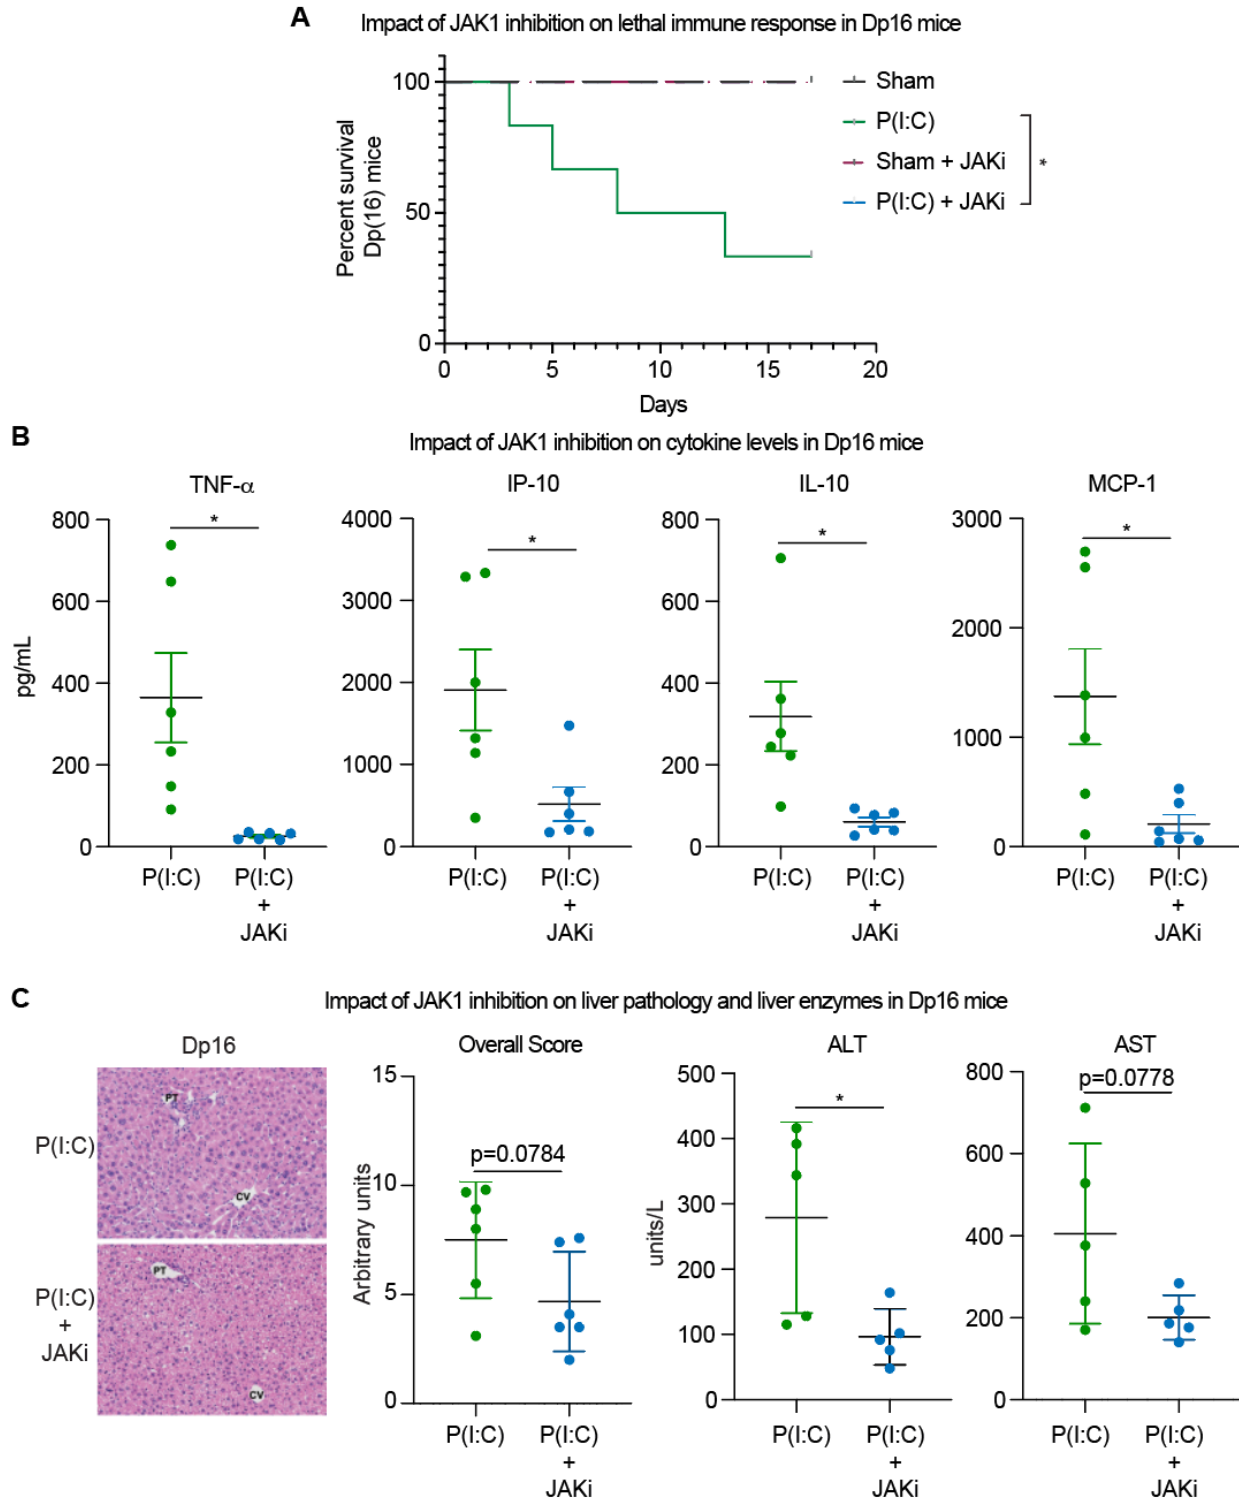 A
Impact of JAK1 inhibition on lethal immune response in Dp16 mice
Percent survival
Dp(16) mice
100
50
0
0 5 10 15 20
Days
Sham
P(I:C)
Sham + JAKi
P(I:C) + JAKi
*
B
Impact of JAK1 inhibition on cytokine levels in Dp16 mice
TNF-α
*
pg/mL
800
600
400
200
0
P(I:C) P(I:C)
+
JAKi
IP-10
*
4000
3000
2000
1000
0
P(I:C) P(I:C)
+
JAKi
IL-10
*
800
600
400
200
0
P(I:C) P(I:C)
+
JAKi
MCP-1
*
3000
2000
1000
0
P(I:C) P(I:C)
+
JAKi
C
Impact of JAK1 inhibition on liver pathology and liver enzymes in Dp16 mice
Dp16
P(I:C)
PT
CV
P(I:C)
+
JAKi
PT
CV
Overall Score
p=0.0784
Arbitrary units
15
10
5
0
P(I:C) P(I:C)
+
JAKi
ALT
*
units/L
500
400
300
200
100
0
P(I:C) P(I:C)
+
JAKi
AST
p=0.0778
800
600
400
200
0
P(I:C) P(I:C)
+
JAKi